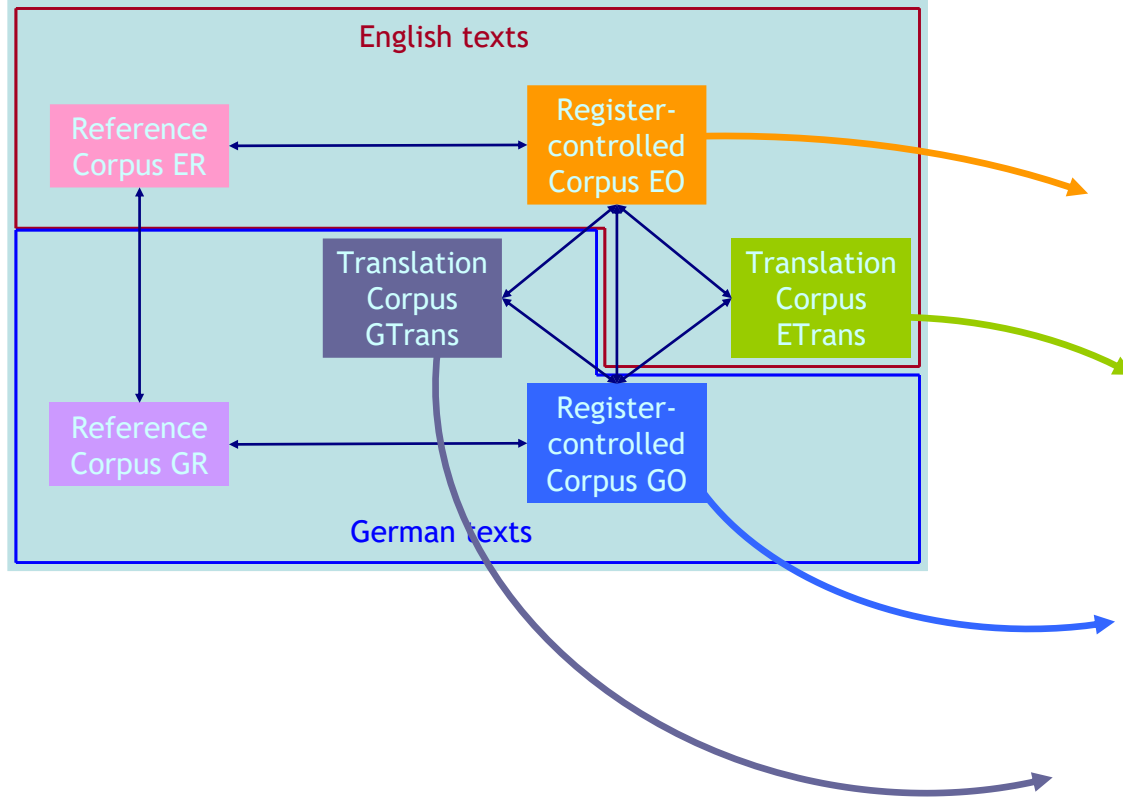 English texts
Reference
Corpus ER
Register-
controlled
Corpus EO
Translation
Corpus
GTrans
Translation
Corpus
ETrans
Reference
Corpus GR
Register-
controlled
Corpus GO
German texts